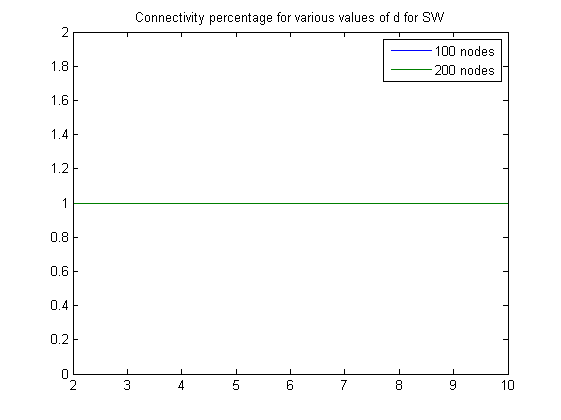 Connectivity percentage for various values of d for SW
2
1.8
1.6
1.4
1.2
1
0.8
0.6
0.4
0.2
0
100 nodes
200 nodes
2 3 4 5 6 7 8 9 10